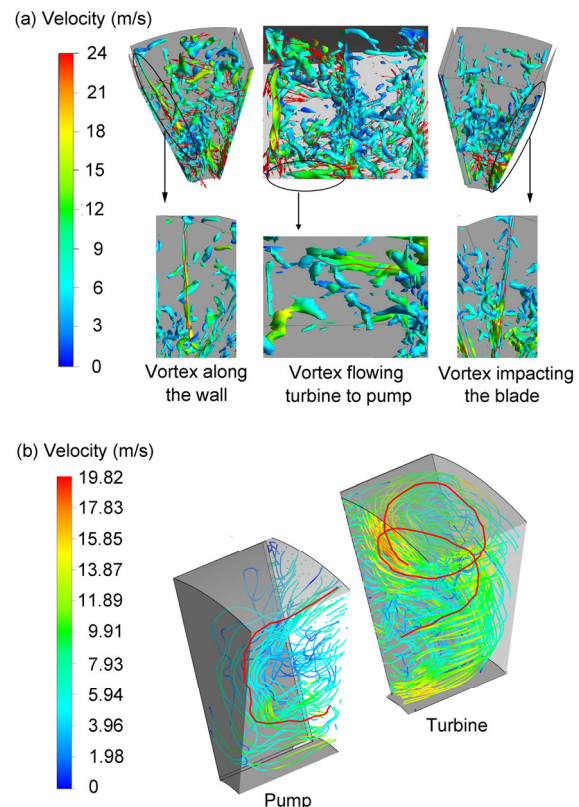 (a) Velocity (m/s)
24
21
18
15
12
9
6
3
0
Vortex along
the wall
Vortex flowing
turbine to pump
Vortex impacting
the blade
(b) Velocity (m/s)
19.82
17.83
15.85
13.87
11.89
9.91
7.93
5.94
3.96
1.98
0
Pump
Turbine